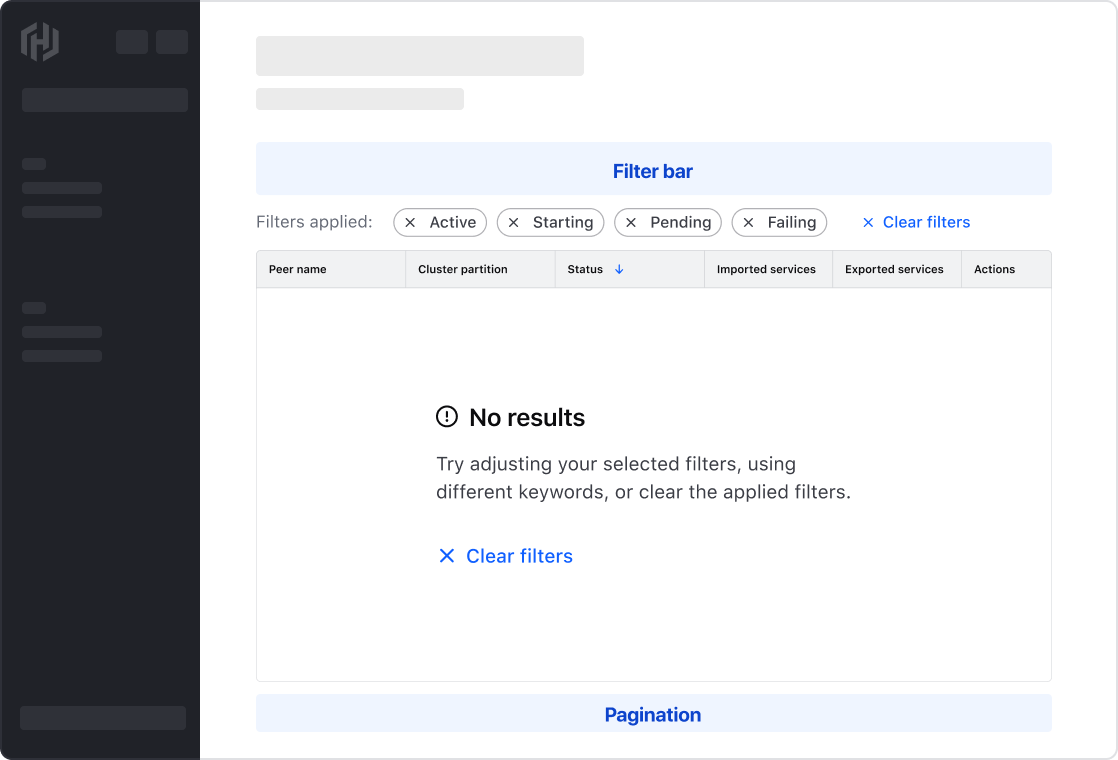 Filter bar
Filters applied: Active Starting Pending Failing Clear filters
Peer name Cluster partition Status Imported services Exported services Actions
No results
Try adjusting your selected filters, using
different keywords, or clear the applied filters.
Clear filters
Pagination